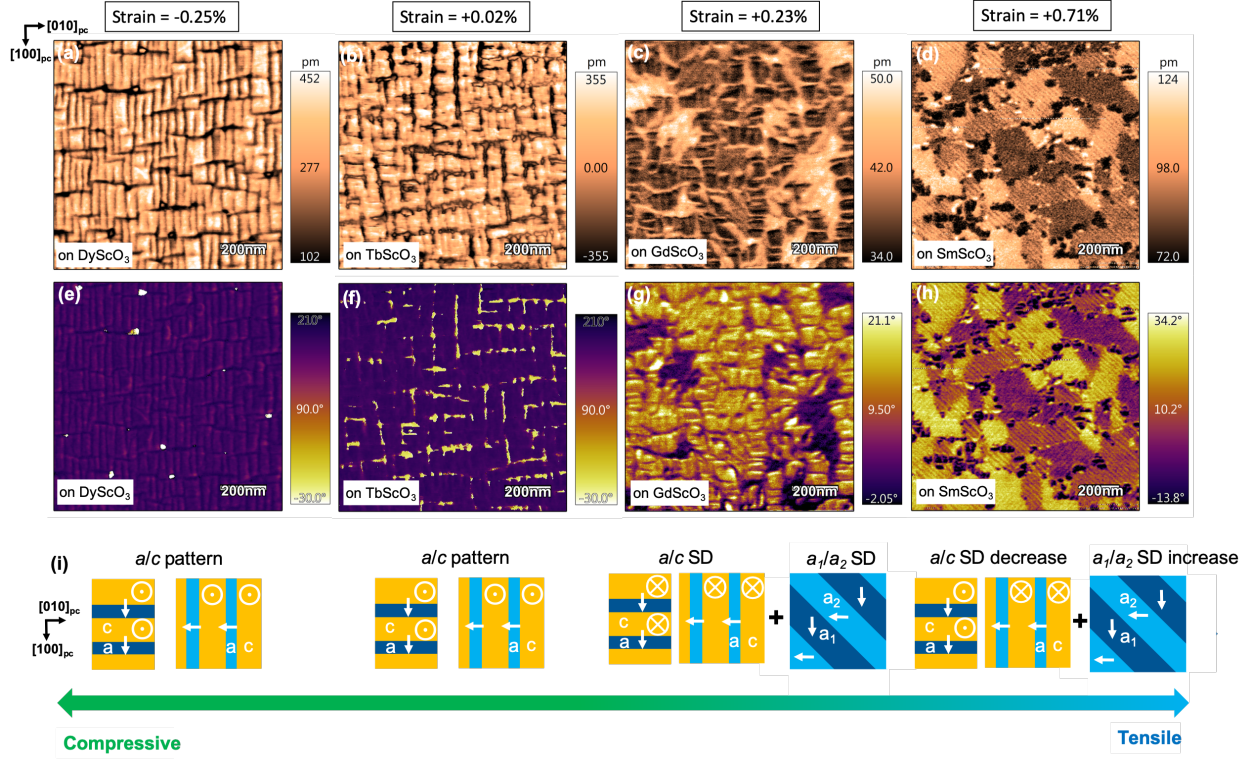 Strain = -0.25%
Strain = +0.02%
Strain = +0.23%
Strain = +0.71%
[010]pc
[100]pc
(a)
on DyScO3
200nm
pm
452
277
102
(b)
on TbScO3
200nm
pm
355
0.00
-355
(c)
on GdScO3
200nm
pm
50.0
42.0
34.0
(d)
on SmScO3
200nm
pm
124
98.0
72.0
(e)
on DyScO3
200nm
210°
90.0°
-30.0°
(f)
on TbScO3
200nm
210°
90.0°
-30.0°
(g)
on GdScO3
200nm
21.1°
9.50°
-2.05°
(h)
on SmScO3
200nm
34.2°
10.2°
-13.8°
(i)
a/c pattern
a/c pattern
a/c SD
a1/a2 SD
a/c SD decrease
a1/a2 SD increase
[010]pc
[100]pc
c
a
a c
c
a
a c
c
a
a c
+
a2
a1
c
a
a c
+
a2
a1
Compressive
Tensile